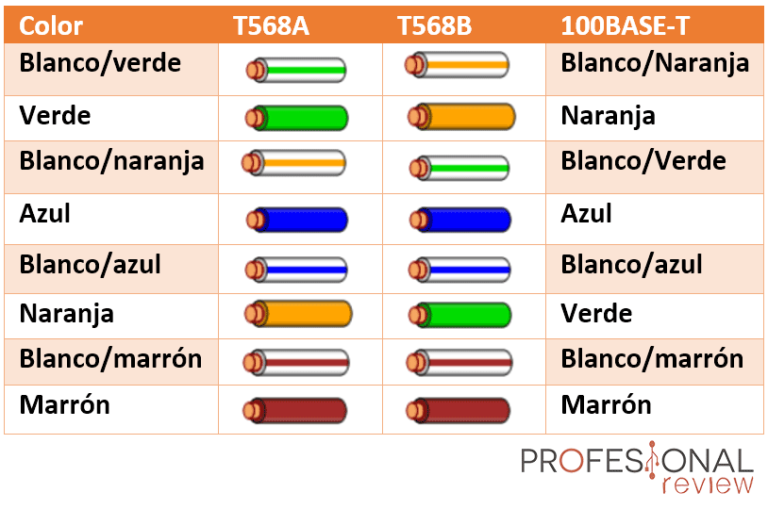 Color T568A T568B 100BASE-T
Blanco/verde Blanco/Naranja
Verde Naranja
Blanco/naranja Blanco/Verde
Azul Azul
Blanco/azul Blanco/azul
Naranja Verde
Blanco/marrón Blanco/marrón
Marrón Marrón
PROFESIONAL
review